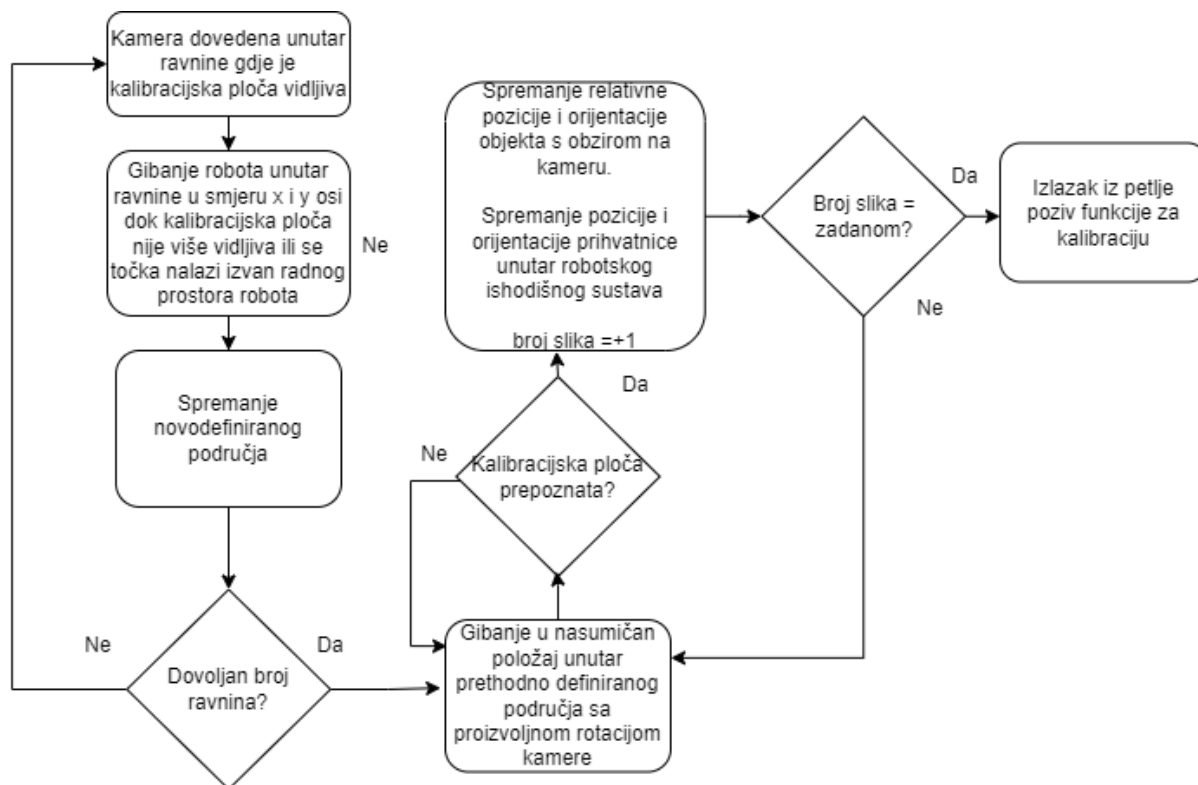 Kamera dovedena unutar
ravnine gdje je
kalibracijska ploča vidljiva
Gibanje robota unutar
ravnine u smjeru x i y osi
dok kalibracijska ploča
nije više vidljiva ili se
točka nalazi izvan radnog
prostora robota
Ne
Spremanje
novodefiniranog
područja
Ne
Dovoljan broj
ravnina?
Da
Gibanje u nasumičan
položaj unutar
prethodno definiranog
područja sa
proizvoljnom rotacijom
kamere
Ne
Kalibracijska ploča
prepoznata?
Da
Spremanje relativne
pozicije i orijentacije
objekta s obzirom na
kameru.
Spremanje pozicije i
orijentacije prihvatnice
unutar robotskog
ishodišnog sustava
broj slika =+1
Broj slika =
zadanom?
Da
Ne
Izlazak iz petlje
poziv funkcije za
kalibraciju